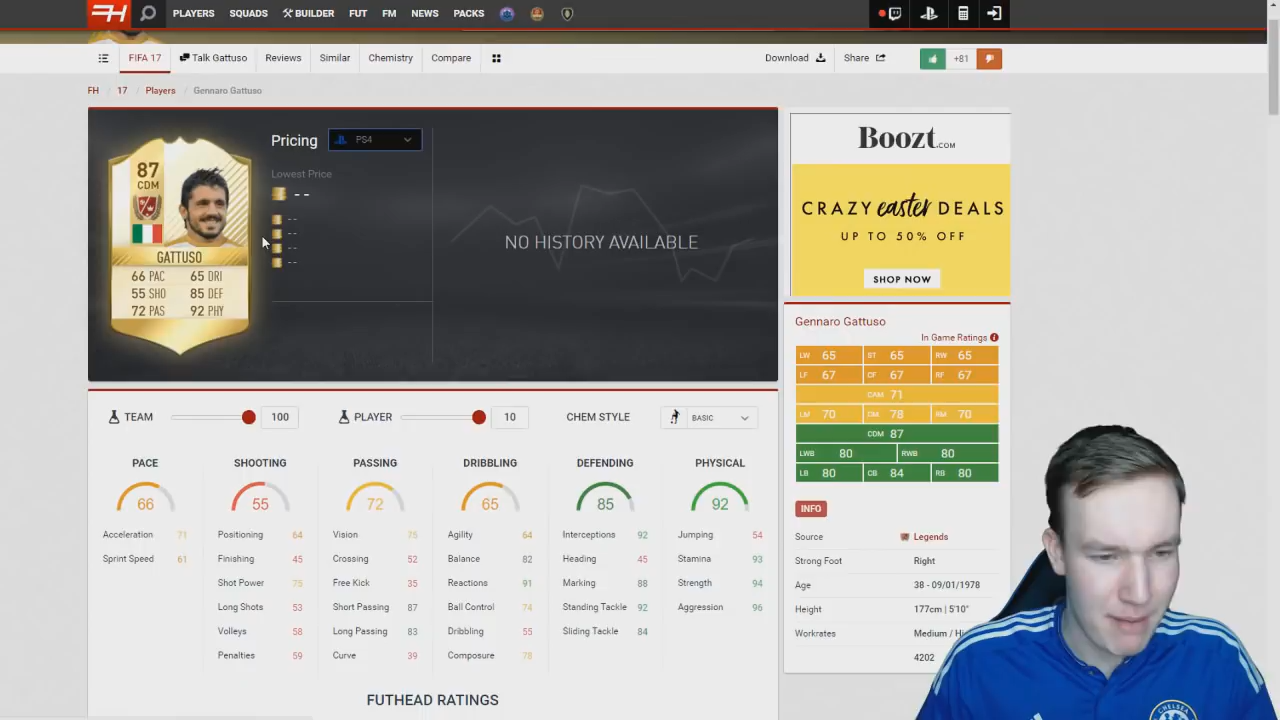 FH PLAYERS SQUADS BUILDER FUT FM NEWS PACKS
FIFA 17 Talk Gattuso Reviews Similar Chemistry Compare Download Share +81
FH / 17 / Players / Gennaro Gattuso
87
CDM
GATTUSO
66 PAC 65 DRI
55 SHO 85 DEF
72 PAS 92 PHY
Pricing PS4
Lowest Price
--
--
--
--
--
NO HISTORY AVAILABLE
Boozt.com
CRAZY easter DEALS
UP TO 50% OFF
SHOP NOW
TEAM 100 PLAYER 10 CHEM STYLE BASIC
PACE SHOOTING PASSING DRIBBLING DEFENDING PHYSICAL
66 55 72 65 85 92
Acceleration 71 Positioning 64 Vision 75 Agility 64 Interceptions 92 Jumping 54
Sprint Speed 61 Finishing 45 Crossing 52 Balance 82 Heading 45 Stamina 93
Shot Power 75 Free Kick 35 Reactions 91 Marking 88 Strength 94
Long Shots 53 Short Passing 87 Ball Control 74 Standing Tackle 92 Aggression 96
Volleys 58 Long Passing 83 Dribbling 55 Sliding Tackle 84
Penalties 59 Curve 39 Composure 78
FUTHEAD RATINGS
Gennaro Gattuso
In Game Ratings
LW 65 ST 65 RW 65
LF 67 CF 67 RF 67
CAM 71
LM 70 CM 78 RM 70
CDM 87
LWB 80 RWB 80
LB 80 CB 84 RB 80
INFO
Source Legends
Strong Foot Right
Age 38 - 09/01/1978
Height 177cm | 5'10"
Workrates Medium / Hi
4202
CHELSEA